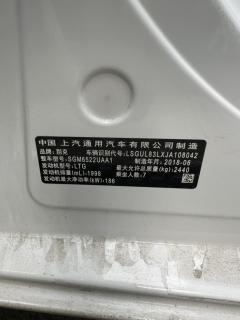 中国 上汽通用汽车有限公司制造
品牌：别克 车辆识别代号：LSGUL83LXJA106042
整车型号：SGM6522UAA1 制造年月：2018-06
发动机型号：LTG 最大允许总质量(kg)：2440
发动机排量(mL)：1998 乘坐人数：7
发动机最大净功率(kW)：186